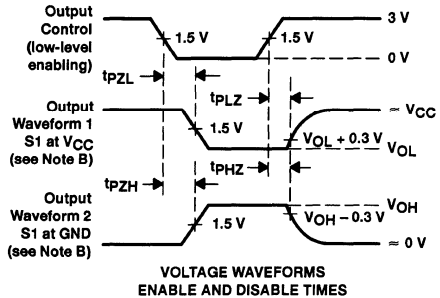 Output
Control
(low-level
enabling)
1.5 V
1.5 V
3 V
0 V
tPZL
tPLZ
Output
Waveform 1
S1 at VCC
(see Note B)
1.5 V
≈ VCC
VOL + 0.3 V
VOL
tPHZ
tPZH
Output
Waveform 2
S1 at GND
(see Note B)
1.5 V
VOH
VOH − 0.3 V
≈ 0 V
VOLTAGE WAVEFORMS
ENABLE AND DISABLE TIMES